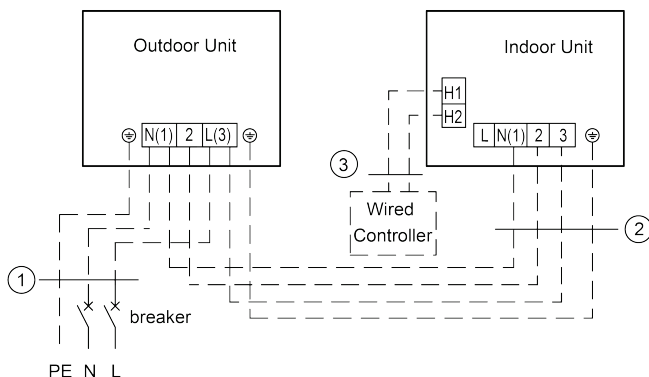 Outdoor Unit
Indoor Unit
N(1) 2 L(3)
H1
H2
L N(1) 2 3
3
Wired
Controller
2
1
breaker
PE N L